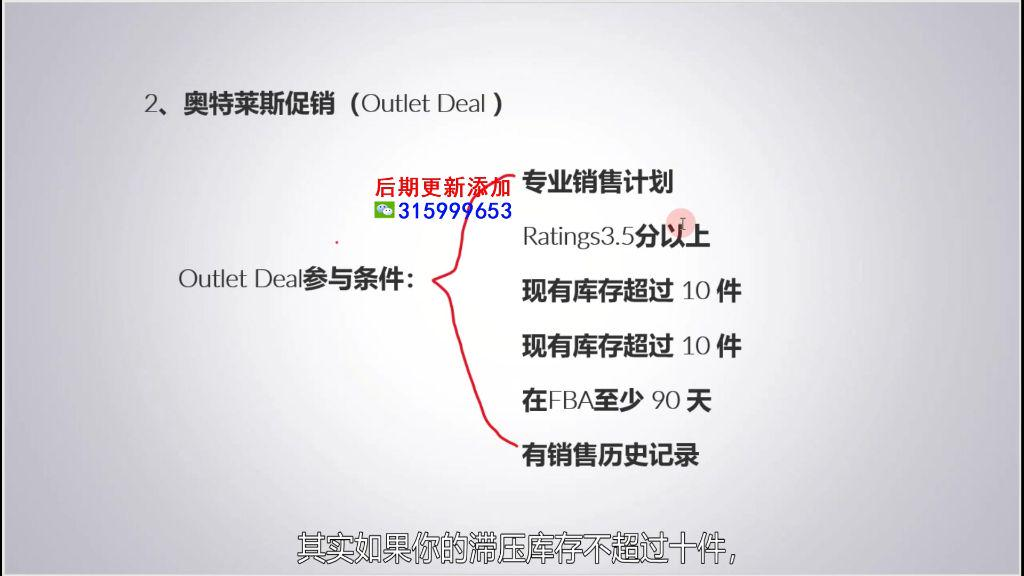 2、奥特莱斯促销（Outlet Deal ）
后期更新添加
315999653
Outlet Deal参与条件：
专业销售计划
Ratings3.5分以上
现有库存超过 10 件
现有库存超过 10 件
在FBA至少 90 天
有销售历史记录
其实如果你的滞压库存不超过十件，